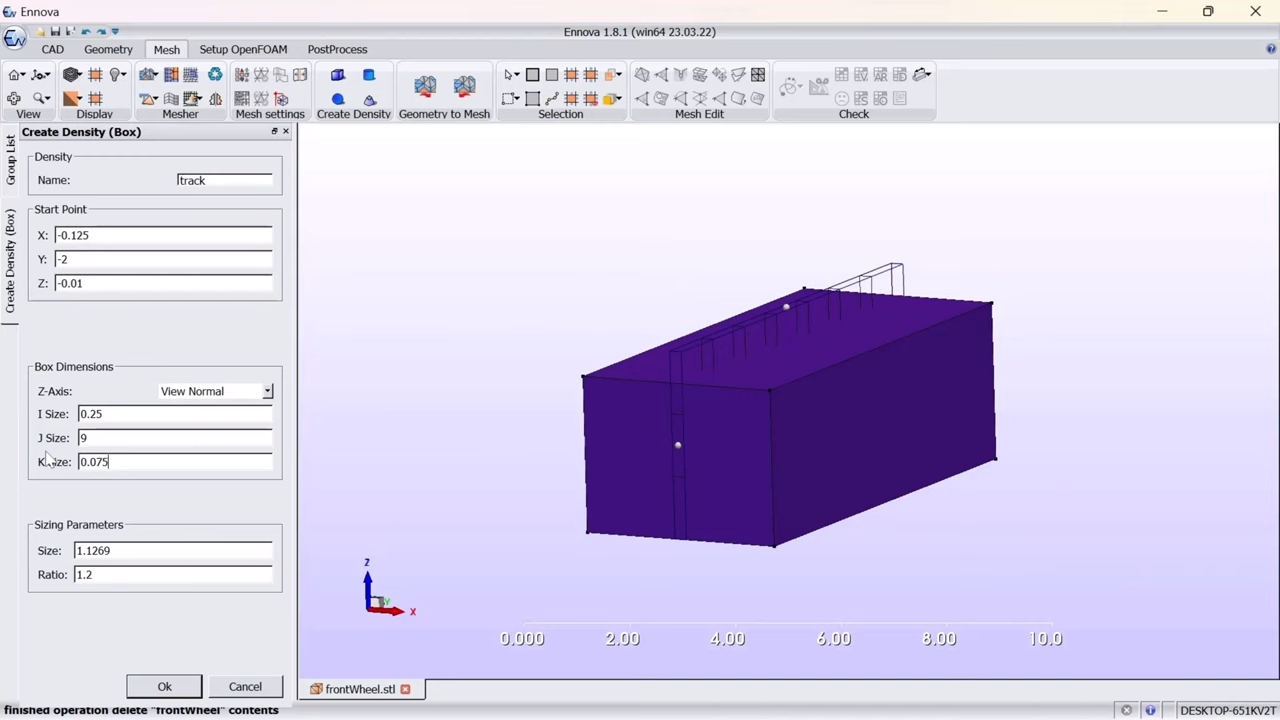 Ennova
Ennova 1.8.1 (win64 23.03.22)
CAD
Geometry
Mesh
Setup OpenFOAM
PostProcess
View
Display
Mesher
Mesh settings
Create Density
Geometry to Mesh
Selection
Mesh Edit
Check
Create Density (Box)
Group List
Create Density (Box)
Density
Name: track
Start Point
X: -0.125
Y: -2
Z: -0.01
Box Dimensions
Z-Axis: View Normal
I Size: 0.25
J Size: 9
K Size: 0.075
Sizing Parameters
Size: 1.1269
Ratio: 1.2
Ok
Cancel
Z
Y
X
0.000 2.00 4.00 6.00 8.00 10.0
frontWheel.stl
finished operation delete "frontWheel" contents
DESKTOP-651KV2T